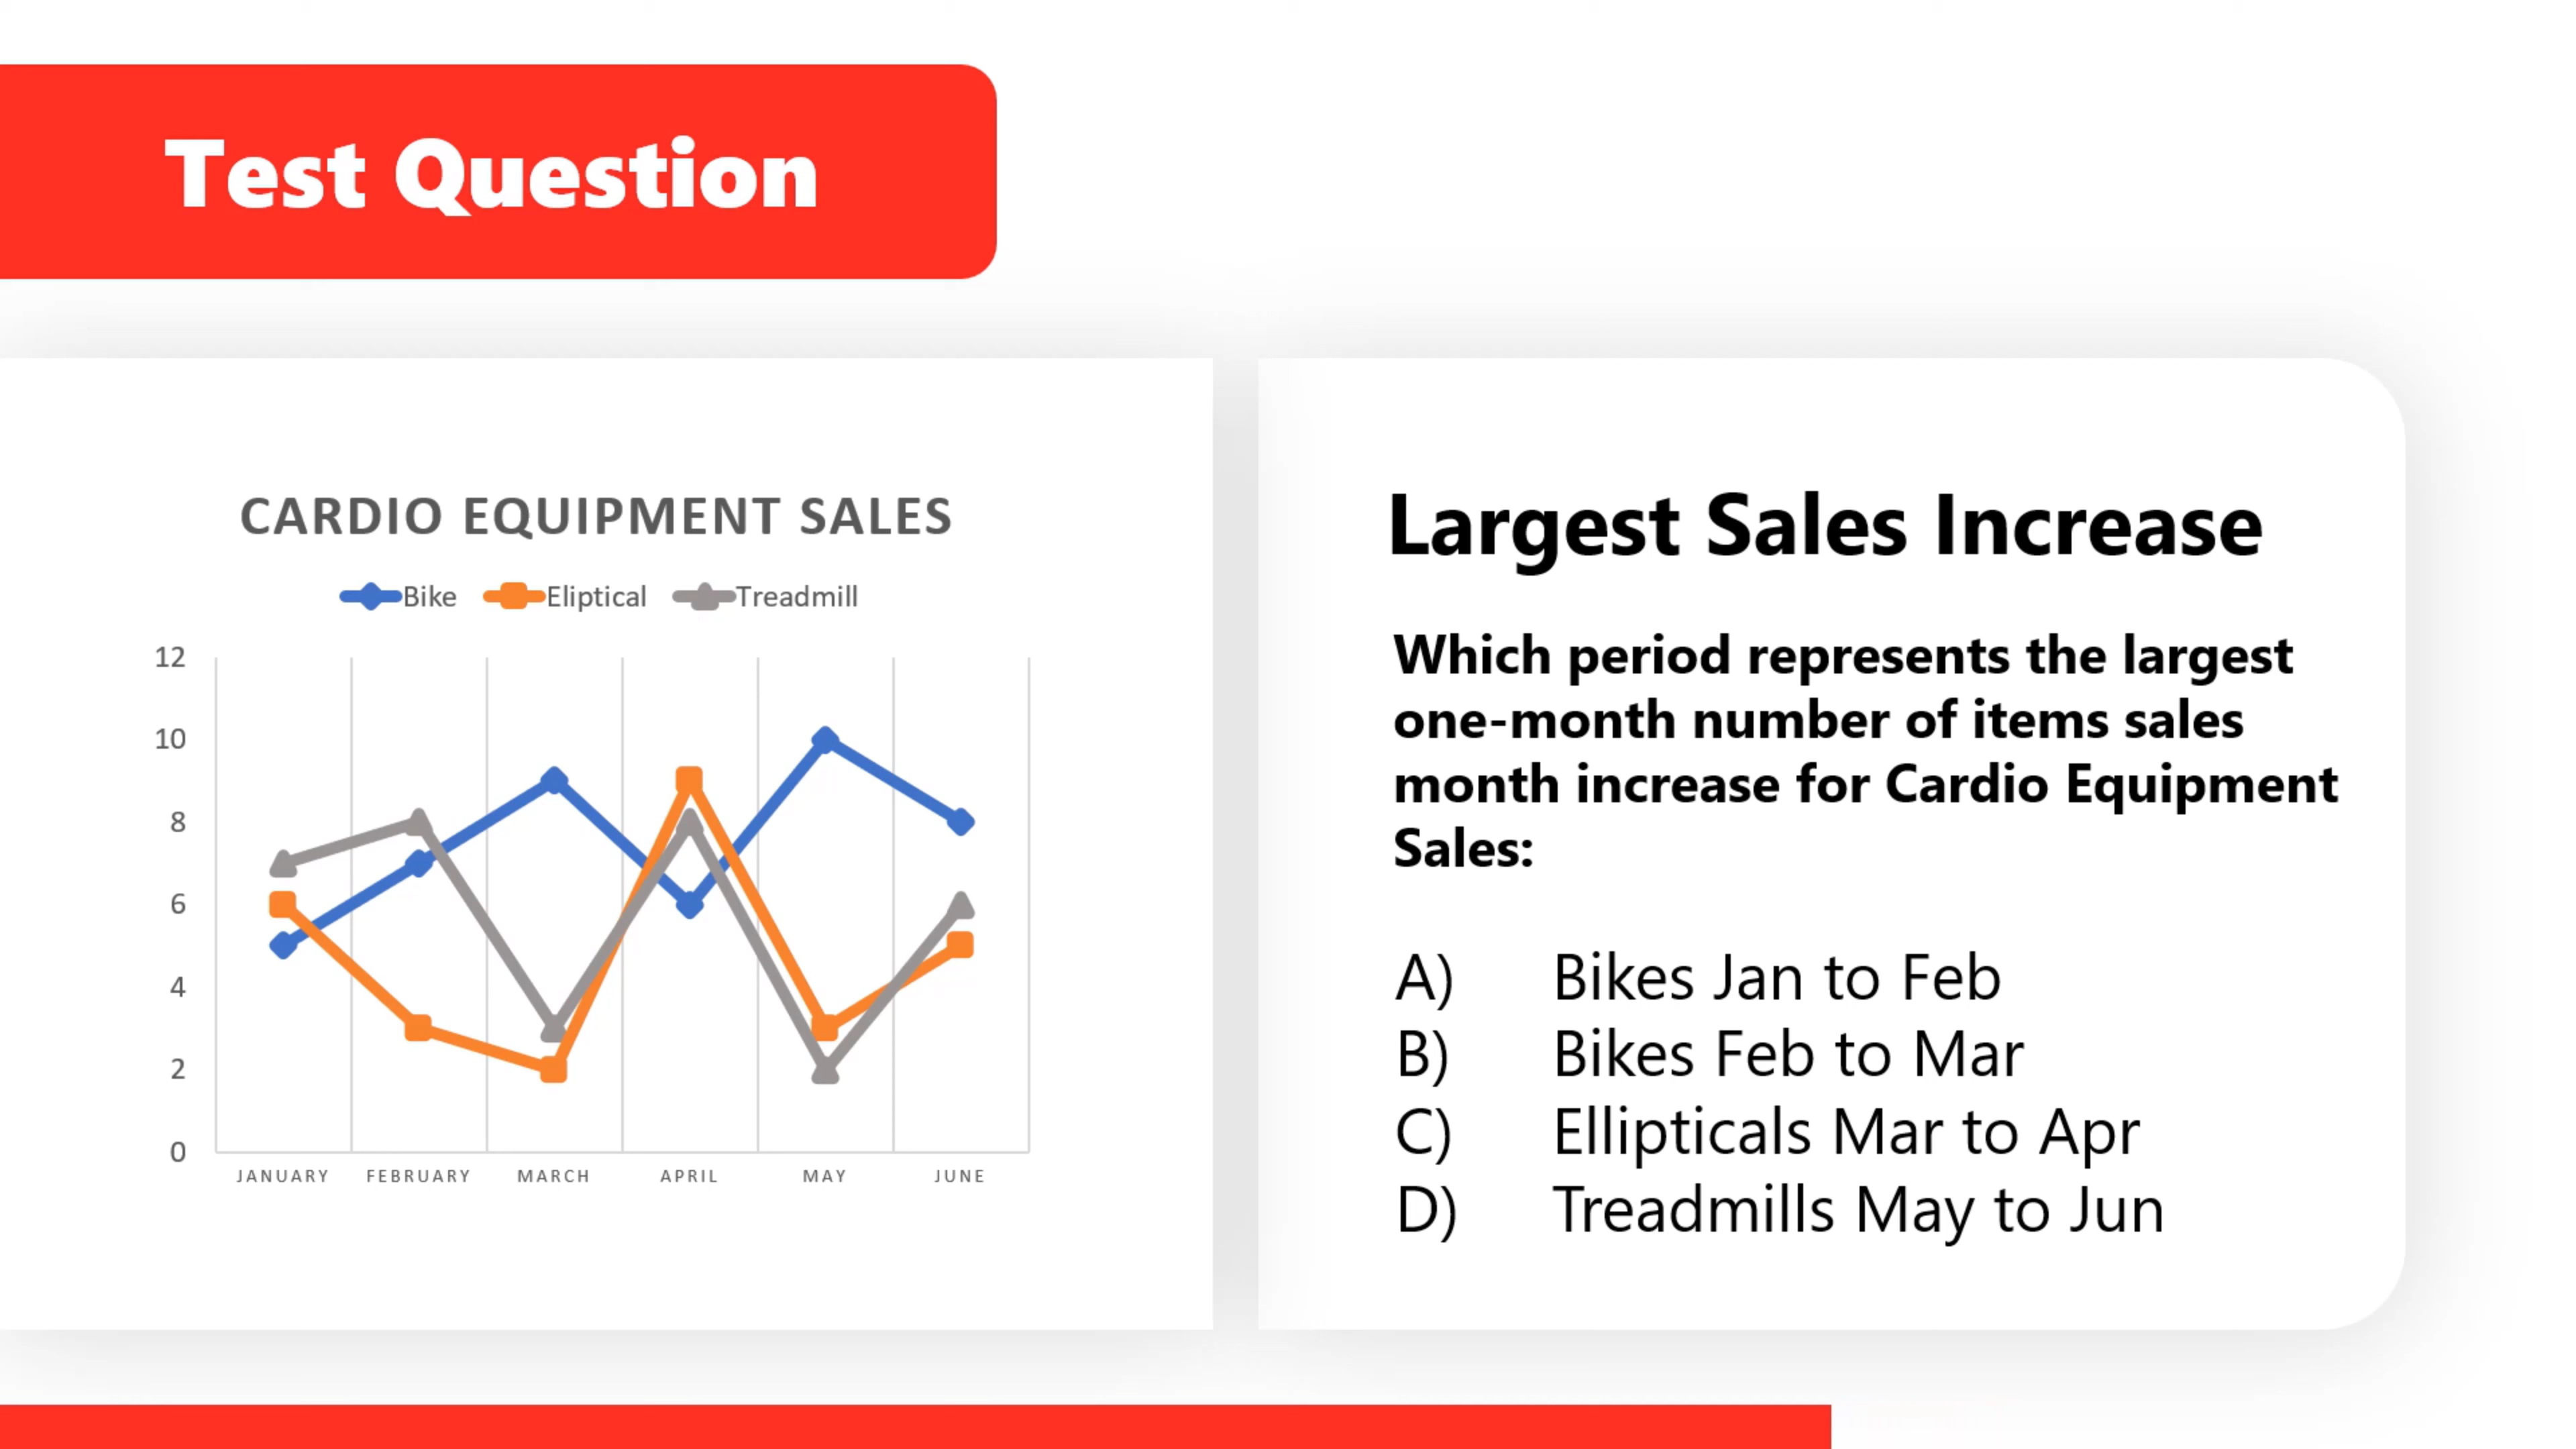 Test Question
CARDIO EQUIPMENT SALES
Bike Eliptical Treadmill
12
10
8
6
4
2
0
JANUARY FEBRUARY MARCH APRIL MAY JUNE
Largest Sales Increase
Which period represents the largest
one-month number of items sales
month increase for Cardio Equipment
Sales:
A) Bikes Jan to Feb
B) Bikes Feb to Mar
C) Ellipticals Mar to Apr
D) Treadmills May to Jun